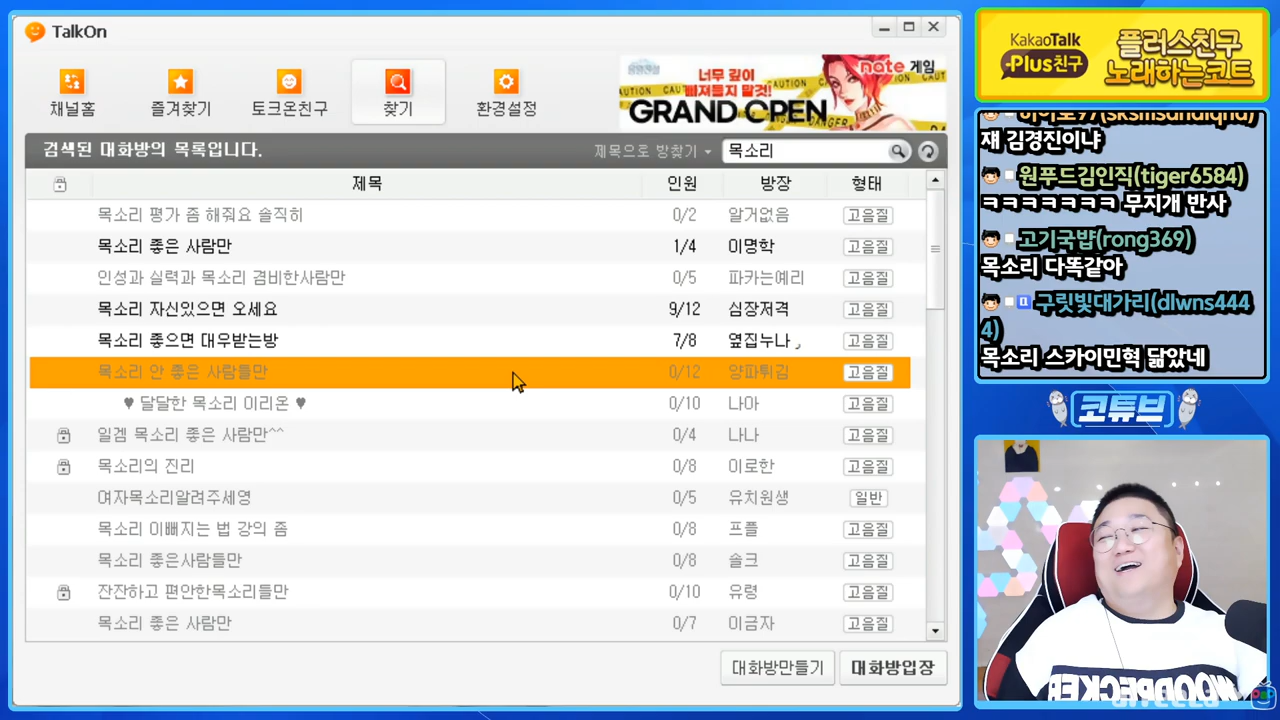 TalkOn
채널홈
즐겨찾기
토크온친구
찾기
환경설정
너무 깊이
빠져들지 말것!
GRAND OPEN
nate 게임
검색된 대화방의 목록입니다.
제목으로 방찾기
목소리
제목 인원 방장 형태
목소리 평가 좀 해줘요 솔직히 0/2 알거없음 고음질
목소리 좋은 사람만 1/4 이명학 고음질
인성과 실력과 목소리 겸비한사람만 0/5 파카는예리 고음질
목소리 자신있으면 오세요 9/12 심장저격 고음질
목소리 좋으면 대우받는방 7/8 옆집누나 고음질
목소리 안 좋은 사람들만 0/12 양파튀김 고음질
♥ 달달한 목소리 이리온 ♥ 0/10 나아 고음질
일겜 목소리 좋은 사람만^^ 0/4 나나 고음질
목소리의 진리 0/8 이로한 고음질
여자목소리알려주세영 0/5 유치원생 일반
목소리 이빠지는 법 강의 좀 0/8 프플 고음질
목소리 좋은사람들만 0/8 솔크 고음질
잔잔하고 편안한목소리들만 0/10 유령 고음질
목소리 좋은 사람만 0/7 이금자 고음질
대화방만들기
대화방입장
KakaoTalk
Plus친구
플러스친구
노래하는코트
쟤 김경진이냐
원푸드김인직(tiger6584)
ㅋㅋㅋㅋㅋㅋㅋ 무지개 반사
고기국밥(rong369)
목소리 다똑같아
구릿빛대가리(dlwns444
4)
목소리 스카이민혁 닮았네
코튜브
WOODPECKER